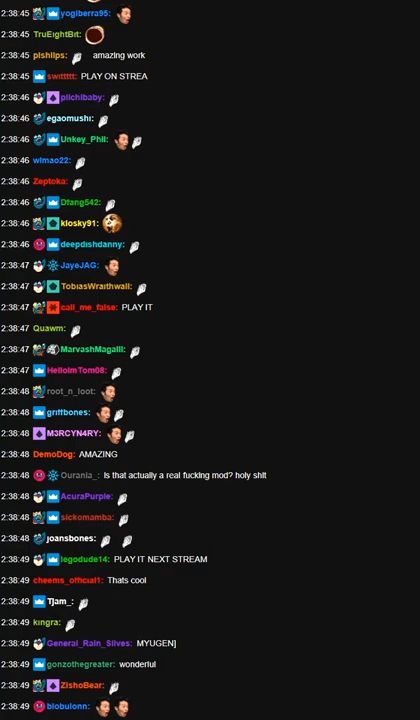 2:38:45 yogiberra95:
2:38:45 TruEightBit:
2:38:45 pishlips: amazing work
2:38:45 swittttt: PLAY ON STREA
2:38:46 pilchibaby:
2:38:46 egaomushi:
2:38:46 Unkey_Phil:
2:38:46 wimao22:
2:38:46 Zeptoka:
2:38:46 Dfang542:
2:38:46 klosky91:
2:38:46 deepdishdanny:
2:38:47 JayeJAG:
2:38:47 TobiasWraithwall:
2:38:47 call_me_false: PLAY IT
2:38:47 Quawm:
2:38:47 MarvashMagalli:
2:38:47 HelloImTom08:
2:38:48 root_n_loot:
2:38:48 griffbones:
2:38:48 M3RCYN4RY:
2:38:48 DemoDog: AMAZING
2:38:48 Ourania_: Is that actually a real fucking mod? holy shit
2:38:48 AcuraPurple:
2:38:48 sickomamba:
2:38:48 joansbones:
2:38:49 legodude14: PLAY IT NEXT STREAM
2:38:49 cheems_official1: Thats cool
2:38:49 Tjam_:
2:38:49 kingra:
2:38:49 General_Rain_Silves: MYUGEN]
2:38:49 gonzothegreater: wonderful
2:38:49 ZishoBear:
2:38:49 blobulonn: